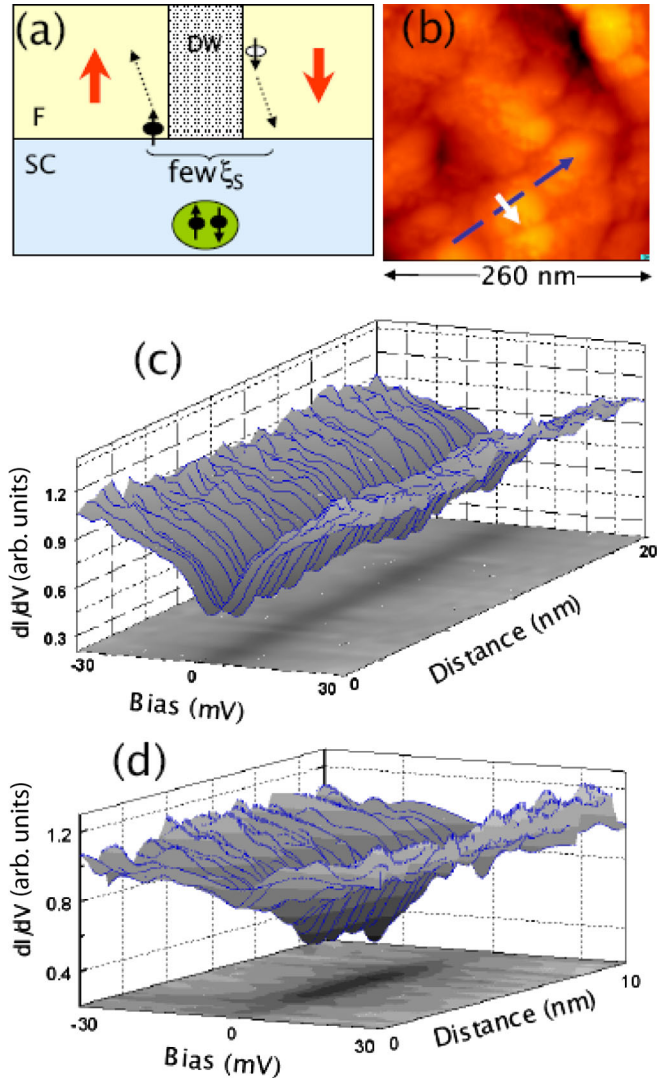 (a)
DW
F
SC
few ξS
(b)
260 nm
(c)
dI/dV (arb. units)
1.2
0.9
0.6
0.3
-30
0
30
Bias (mV)
0
20
Distance (nm)
(d)
dI/dV (arb. units)
1.2
0.8
0.4
-30
0
30
Bias (mV)
0
10
Distance (nm)